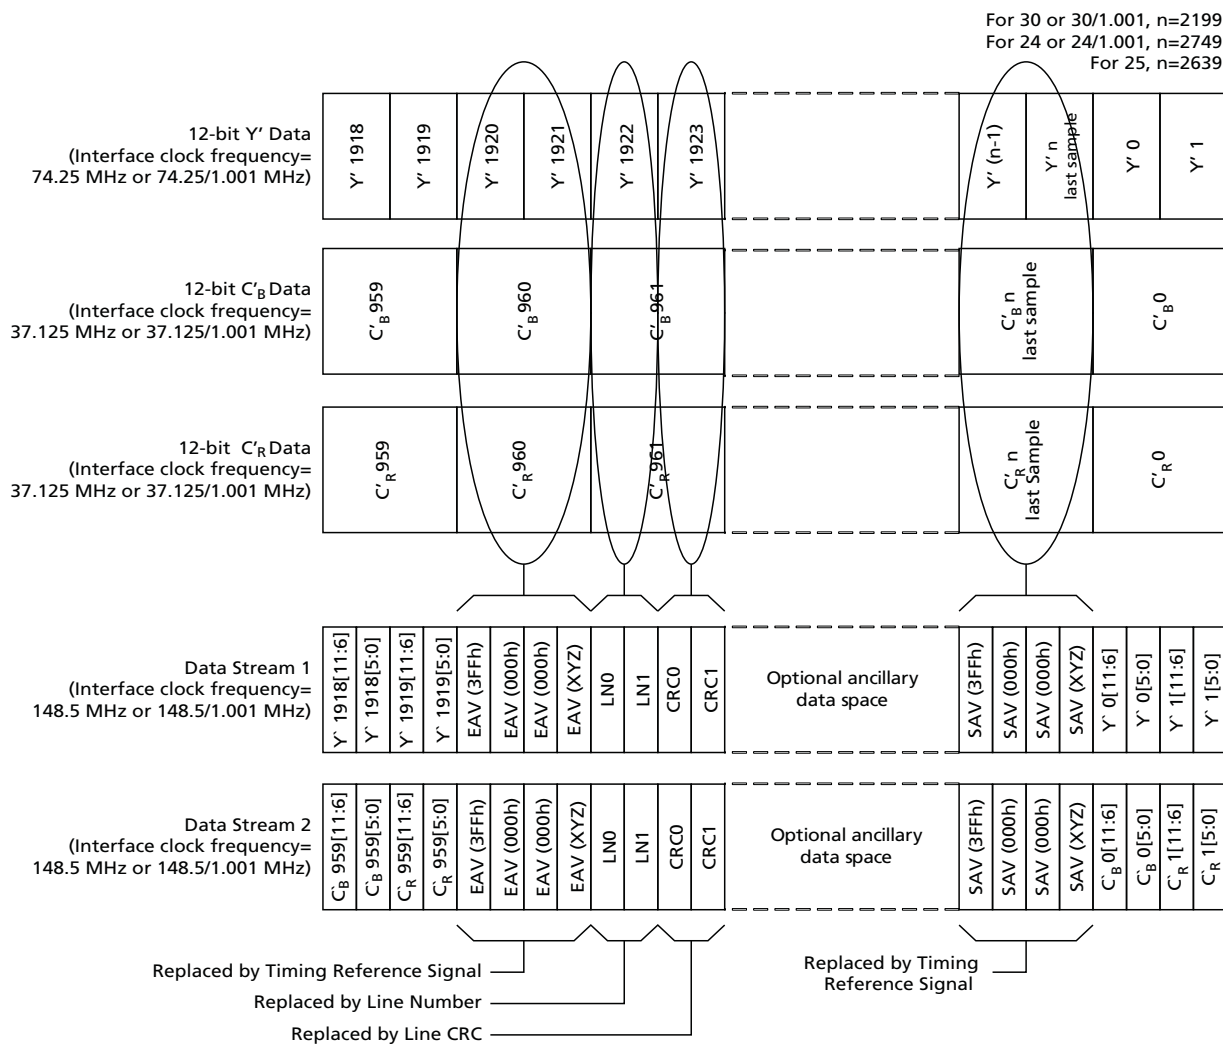 For 30 or 30/1.001, n=2199
For 24 or 24/1.001, n=2749
For 25, n=2639
12-bit Y' Data
(Interface clock frequency=
74.25 MHz or 74.25/1.001 MHz)
Y' 1918
Y' 1919
Y' 1920
Y' 1921
Y' 1922
Y' 1923
Y' (n-1)
Y' n
last sample
Y' 0
Y' 1
12-bit C'B Data
(Interface clock frequency=
37.125 MHz or 37.125/1.001 MHz)
C'B 959
C'B 960
C'B 961
C'B n
last sample
C'B 0
12-bit C'R Data
(Interface clock frequency=
37.125 MHz or 37.125/1.001 MHz)
C'R 959
C'R 960
C'R 961
C'R n
last Sample
C'R 0
Data Stream 1
(Interface clock frequency=
148.5 MHz or 148.5/1.001 MHz)
Y` 1918[11:6]
Y` 1918[5:0]
Y` 1919[11:6]
Y` 1919[5:0]
EAV (3FFh)
EAV (000h)
EAV (000h)
EAV (XYZ)
LN0
LN1
CRC0
CRC1
Optional ancillary
data space
SAV (3FFh)
SAV (000h)
SAV (000h)
SAV (XYZ)
Y` 0[11:6]
Y` 0[5:0]
Y` 1[11:6]
Y` 1[5:0]
Data Stream 2
(Interface clock frequency=
148.5 MHz or 148.5/1.001 MHz)
C`B 959[11:6]
C`B 959[5:0]
C`R 959[11:6]
C`R 959[5:0]
EAV (3FFh)
EAV (000h)
EAV (000h)
EAV (XYZ)
LN0
LN1
CRC0
CRC1
Optional ancillary
data space
SAV (3FFh)
SAV (000h)
SAV (000h)
SAV (XYZ)
C`B 0[11:6]
C`B 0[5:0]
C`R 1[11:6]
C`R 1[5:0]
Replaced by Timing Reference Signal
Replaced by Line Number
Replaced by Line CRC
Replaced by Timing
Reference Signal